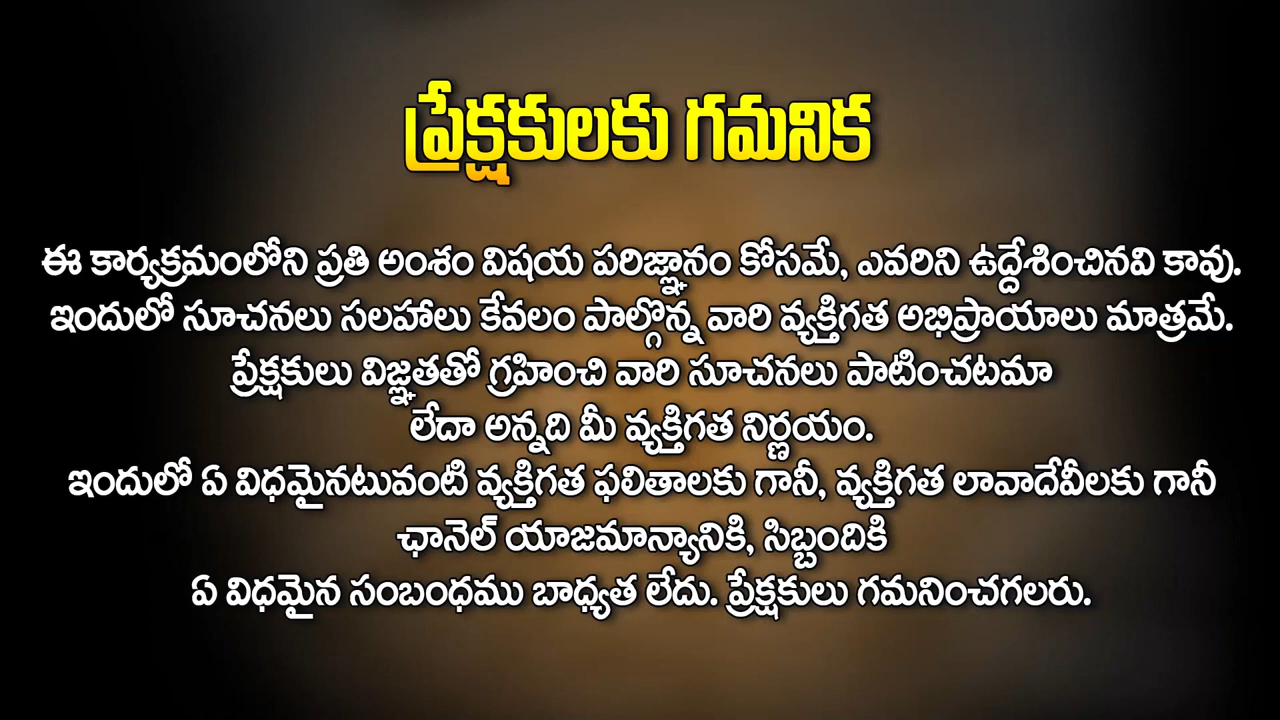 ప్రేక్షకులకు గమనిక
ఈ కార్యక్రమంలోని ప్రతి అంశం విషయ పరిజ్ఞానం కోసమే, ఎవరిని ఉద్దేశించినవి కావు.
ఇందులో సూచనలు సలహాలు కేవలం పాల్గొన్న వారి వ్యక్తిగత అభిప్రాయాలు మాత్రమే.
ప్రేక్షకులు విజ్ఞతతో గ్రహించి వారి సూచనలు పాటించటమా
లేదా అన్నది మీ వ్యక్తిగత నిర్ణయం.
ఇందులో ఏ విధమైనటువంటి వ్యక్తిగత ఫలితాలకు గానీ, వ్యక్తిగత లావాదేవీలకు గానీ
ఛానెల్ యాజమాన్యానికి, సిబ్బందికి
ఏ విధమైన సంబంధము బాధ్యత లేదు. ప్రేక్షకులు గమనించగలరు.